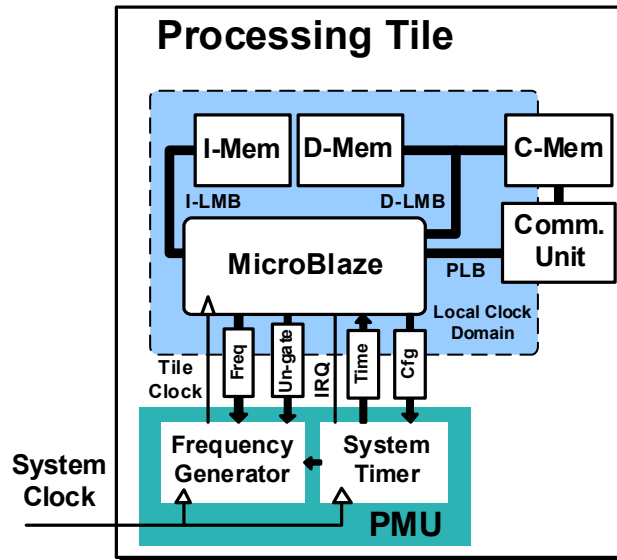 Processing Tile
I-Mem
D-Mem
C-Mem
I-LMB
D-LMB
Comm.
Unit
MicroBlaze
PLB
Local Clock
Domain
Tile
Clock
Freq
Un-gate
IRQ
Time
Cfg
System
Clock
Frequency
Generator
System
Timer
PMU